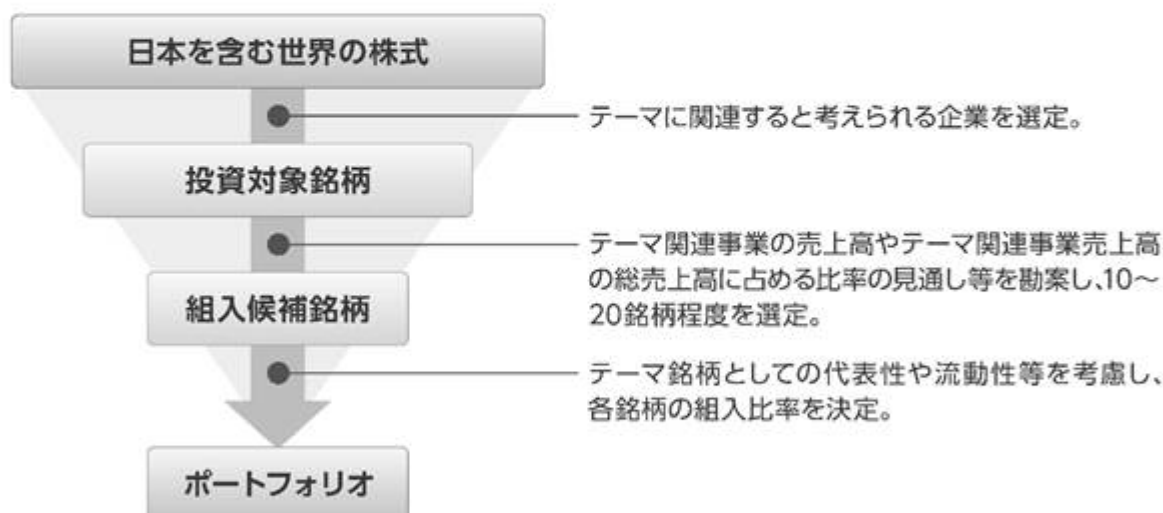 日本を含む世界の株式
テーマに関連すると考えられる企業を選定。
投資対象銘柄
テーマ関連事業の売上高やテーマ関連事業売上高
の総売上高に占める比率の見通し等を勘案し、10～
20銘柄程度を選定。
組入候補銘柄
テーマ銘柄としての代表性や流動性等を考慮し、
各銘柄の組入比率を決定。
ポートフォリオ